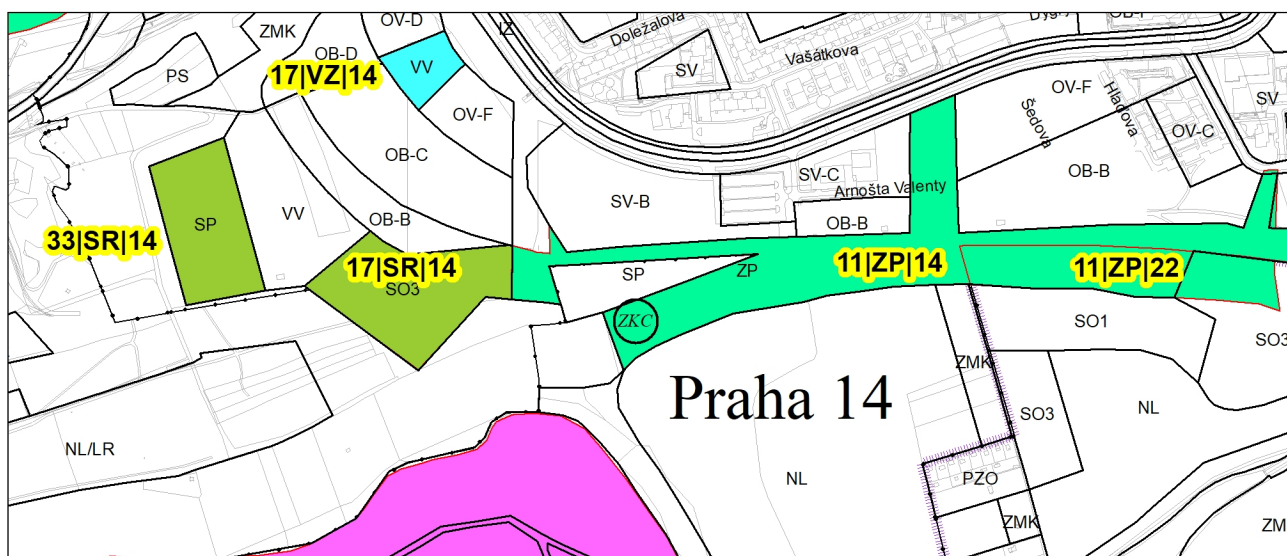 OV-D
ZMK
IZ
Doležalova
OB-D
PS
17|VZ|14
VV
SV
Vašátkova
OV-F
OV-F
Šedova
Hladova
SV
OV-C
OB-C
SP
VV
SV-B
SV-C
Arnošta Valenty
OB-B
OB-B
OB-B
33|SR|14
17|SR|14
SO3
SP
ZP
11|ZP|14
11|ZP|22
ZKC
SO1
SO3
ZMK
Praha 14
SO3
NL
NL/LR
NL
PZO
ZMK
ZM